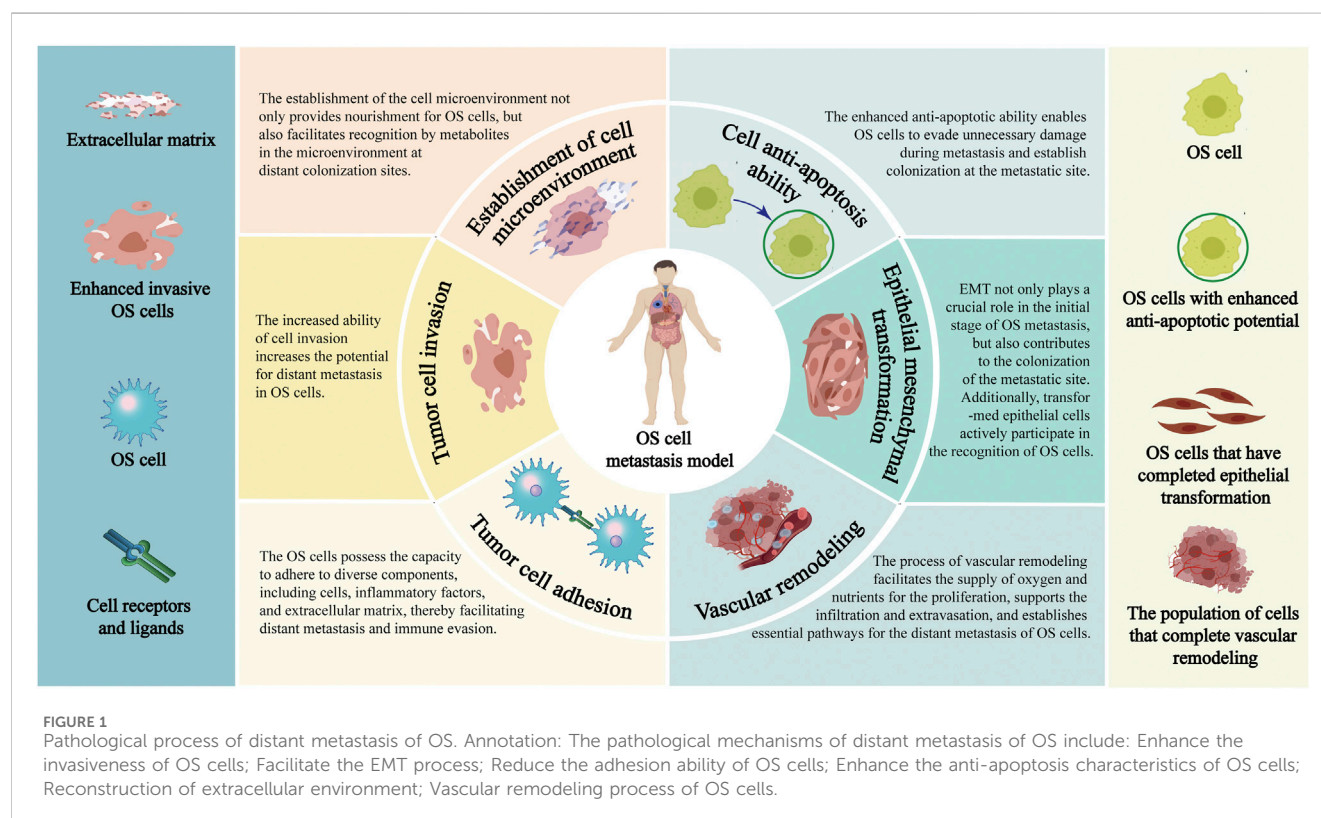 Extracellular matrix
Enhanced invasive
OS cells
OS cell
Cell receptors
and ligands
The establishment of the cell microenvironment not
only provides nourishment for OS cells, but
also facilitates recognition by metabolites
in the microenvironment at
distant colonization sites.
The increased ability
of cell invasion
increases the potential
for distant metastasis
in OS cells.
The OS cells possess the capacity
to adhere to diverse components,
including cells, inflammatory factors,
and extracellular matrix, thereby facilitating
distant metastasis and immune evasion.
Establishment of cell
microenvironment
Tumor cell invasion
Tumor cell adhesion
OS cell
metastasis model
Cell anti-apoptosis
ability
Epithelial mesenchymal
transformation
Vascular remodeling
The enhanced anti-apoptotic ability enables
OS cells to evade unnecessary damage
during metastasis and establish
colonization at the metastatic site.
EMT not only plays a
crucial role in the initial
stage of OS metastasis,
but also contributes
to the colonization
of the metastatic site.
Additionally, transfor
-med epithelial cells
actively participate in
the recognition of OS cells.
The process of vascular remodeling
facilitates the supply of oxygen and
nutrients for the proliferation, supports the
infiltration and extravasation, and establishes
essential pathways for the distant metastasis of OS cells.
OS cell
OS cells with enhanced
anti-apoptotic potential
OS cells that have
completed epithelial
transformation
The population of cells
that complete vascular
remodeling
FIGURE 1
Pathological process of distant metastasis of OS. Annotation: The pathological mechanisms of distant metastasis of OS include: Enhance the
invasiveness of OS cells; Facilitate the EMT process; Reduce the adhesion ability of OS cells; Enhance the anti-apoptosis characteristics of OS cells;
Reconstruction of extracellular environment; Vascular remodeling process of OS cells.